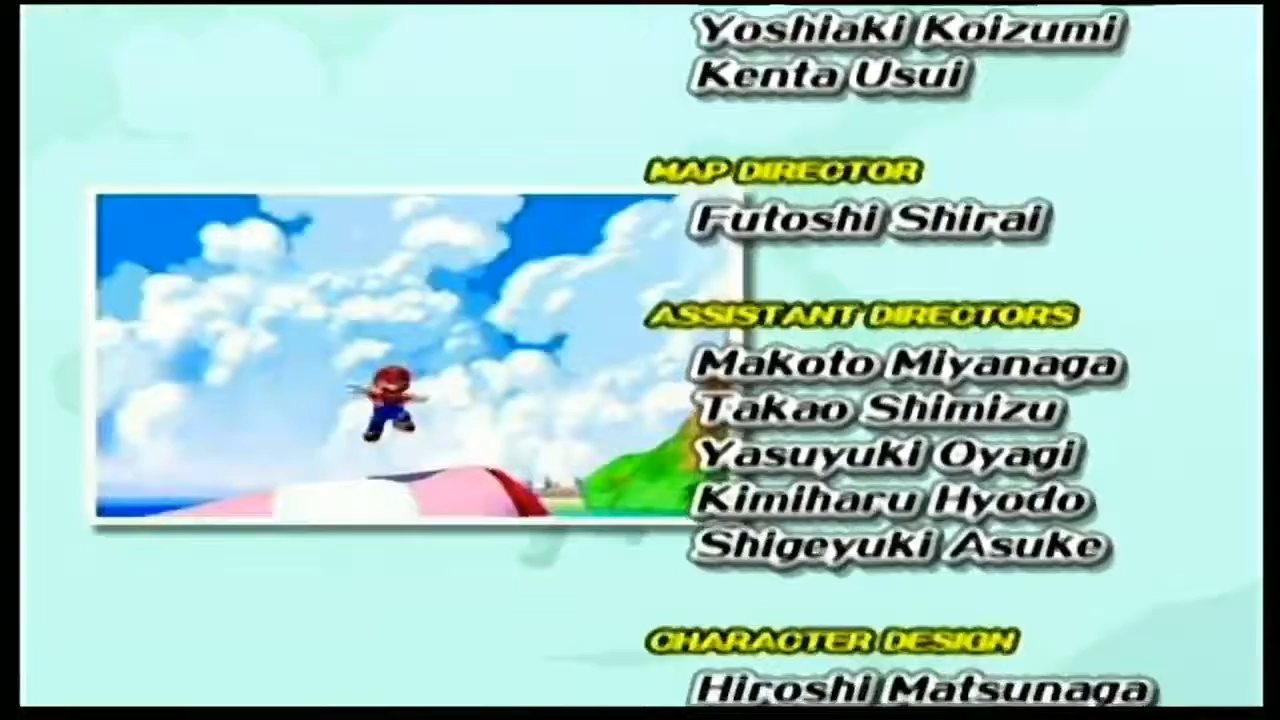 Yoshiaki Koizumi
Kenta Usui
MAP DIRECTOR
Futoshi Shirai
ASSISTANT DIRECTORS
Makoto Miyanaga
Takao Shimizu
Yasuyuki Oyagi
Kimiharu Hyodo
Shigeyuki Asuke
CHARACTER DESIGN
Hiroshi Matsunaga